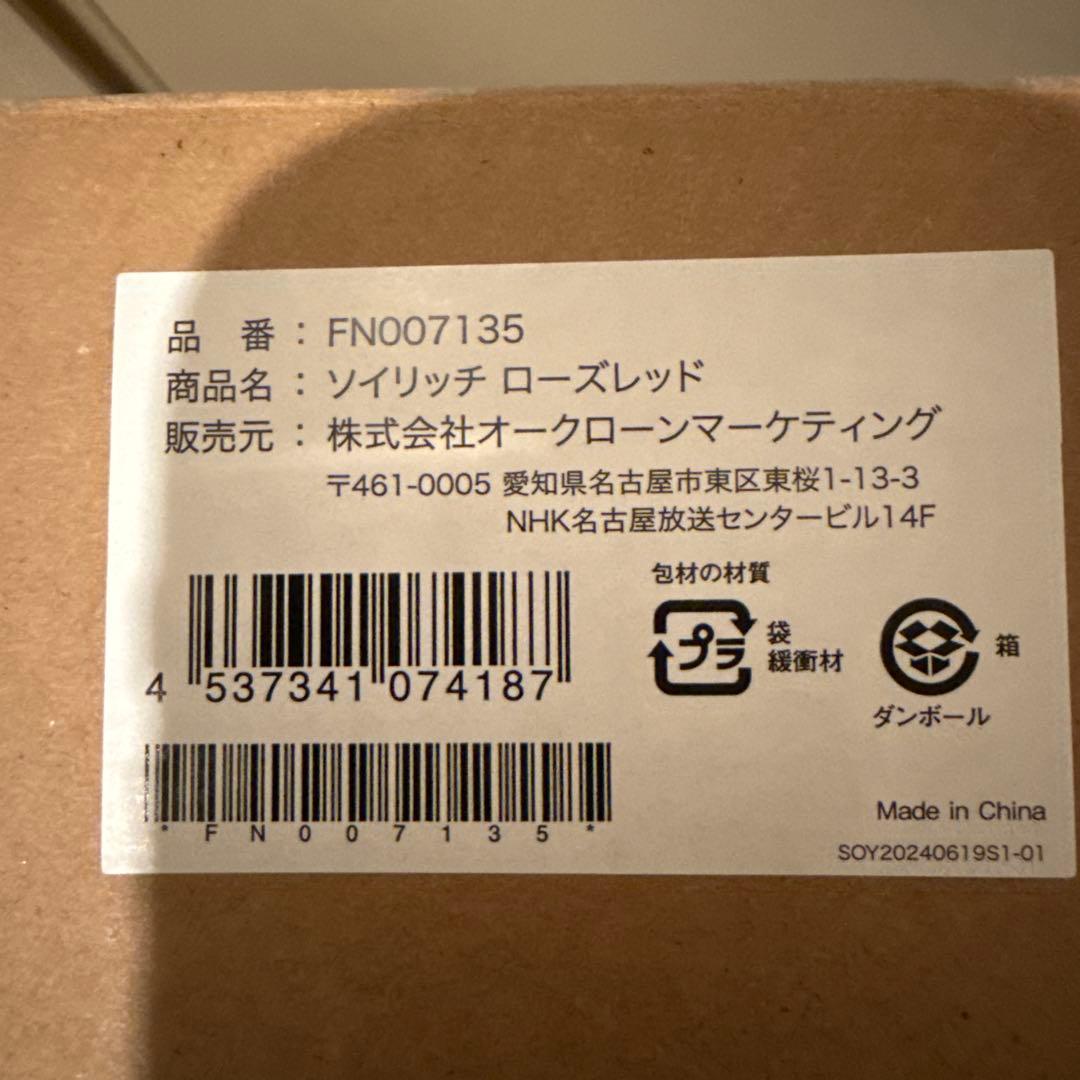 品　番 : FN007135
商品名 : ソイリッチ ローズレッド
販売元 : 株式会社オークローンマーケティング
〒461-0005 愛知県名古屋市東区東桜1-13-3
NHK名古屋放送センタービル14F
包材の材質
プラ 袋
緩衝材
箱
ダンボール
4 537341 074187
*FN007135*
Made in China
SOY20240619S1-01